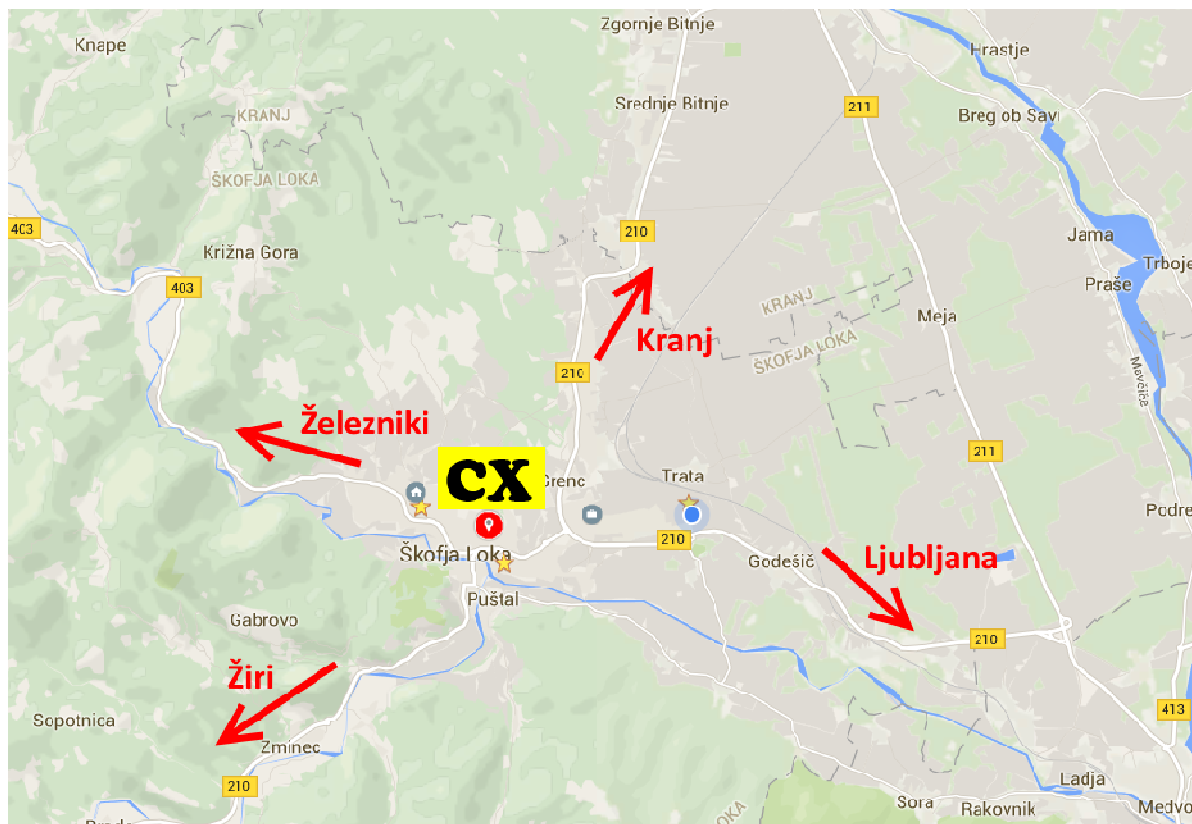 Zgornje Bitnje
Knape
Hrastje
Srednje Bitnje
211
KRANJ
Breg ob Savi
ŠKOFJA LOKA
403
210
Jama
Križna Gora
Trboje
403
Praše
KRANJ
Meja
Kranj
ŠKOFJA LOKA
210
Železniki
211
cx
Grenc
Trata
Podre
210
Škofja Loka
Godešič
Ljubljana
Puštal
Gabrovo
210
Žiri
Sopotnica
413
Zminec
210
Ladja
Sora
Rakovnik
Medvo
LOKA